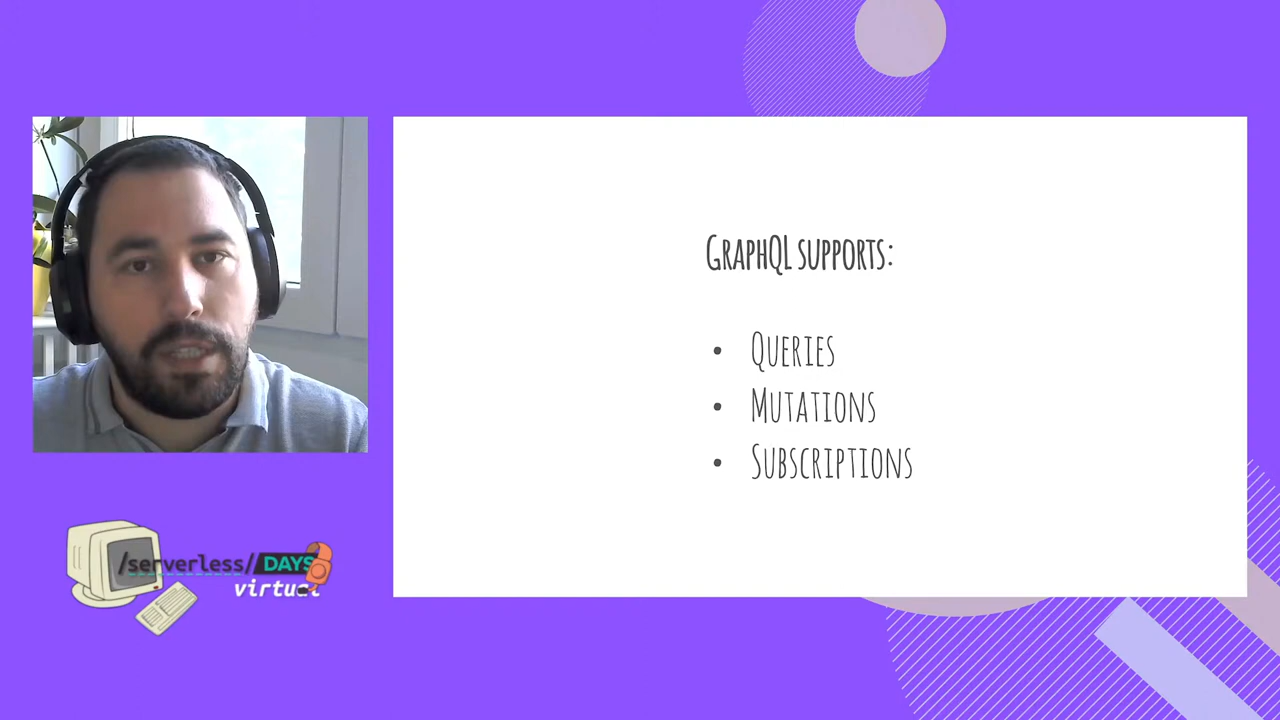 GraphQL supports:
• Queries
• Mutations
• Subscriptions
/serverless/ DAYS
virtual